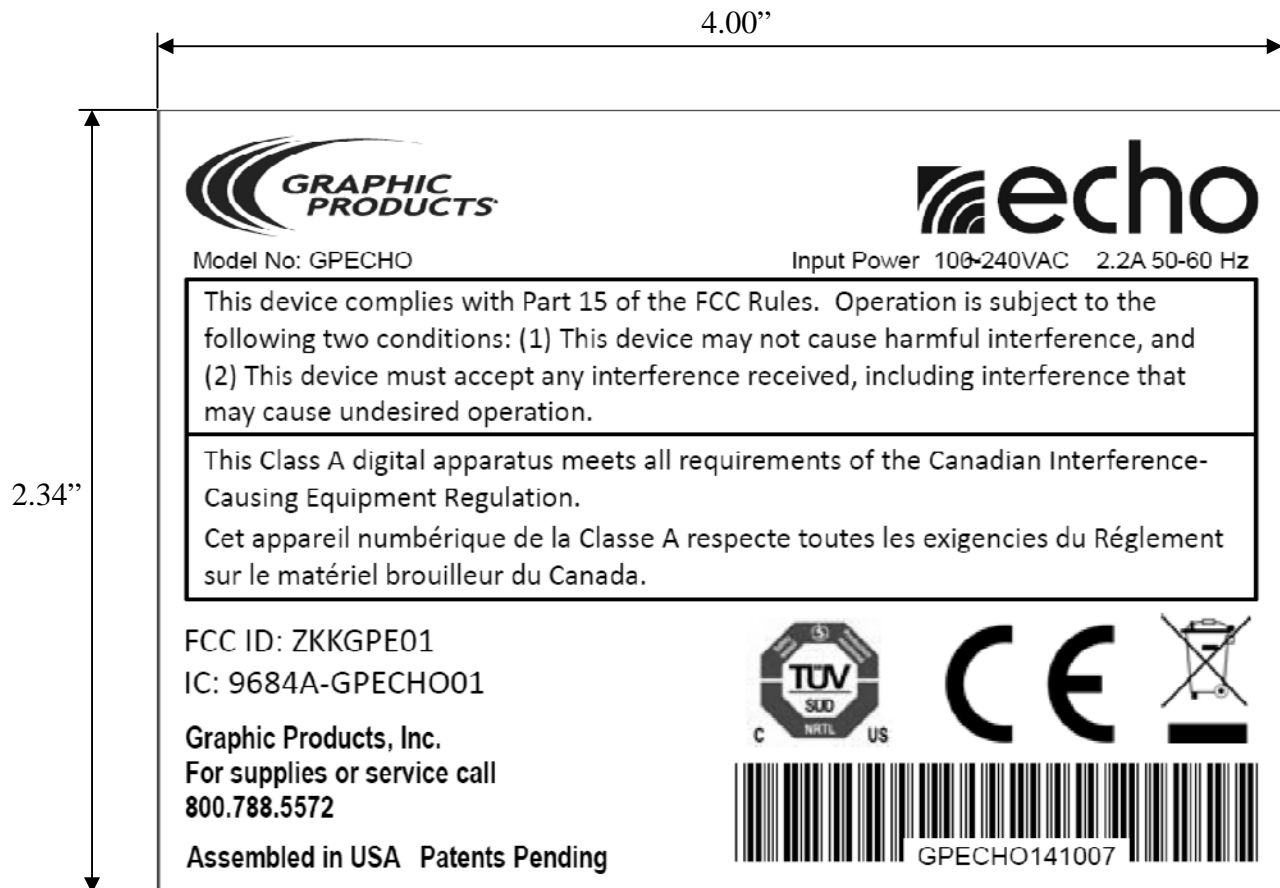 4.00”
GRAPHIC
PRODUCTS
echo
Model No: GPECHO
Input Power 100-240VAC 2.2A 50-60 Hz
This device complies with Part 15 of the FCC Rules. Operation is subject to the
following two conditions: (1) This device may not cause harmful interference, and
(2) This device must accept any interference received, including interference that
may cause undesired operation.
This Class A digital apparatus meets all requirements of the Canadian Interference-
Causing Equipment Regulation.
Cet appareil numbérique de la Classe A respecte toutes les exigencies du Réglement
sur le matériel brouilleur du Canada.
2.34”
FCC ID: ZKKGPE01
IC: 9684A-GPECHO01
S
TÜV
SUD
NRTL
C US
CE
Graphic Products, Inc.
For supplies or service call
800.788.5572
Assembled in USA Patents Pending
GPECHO141007